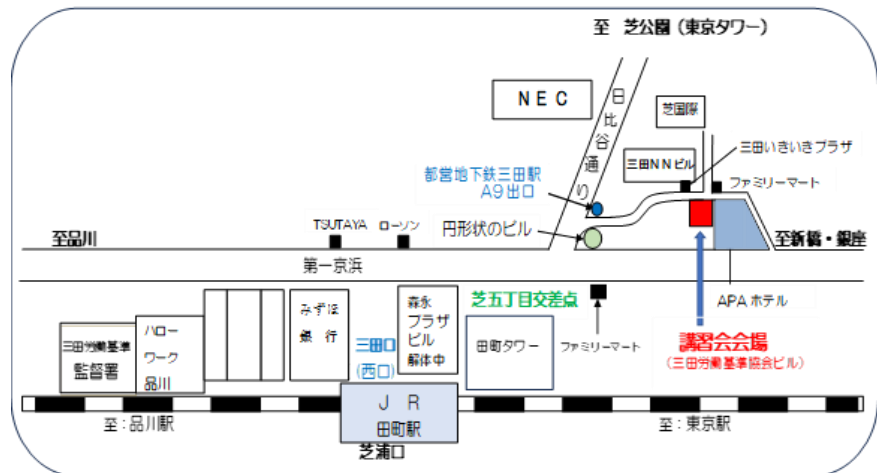 至 芝公園（東京タワー）
NEC
日比谷通り
芝国際
三田いきいきプラザ
三田NNビル
都営地下鉄三田駅
A9出口
ファミリーマート
TSUTAYA
ローソン
円形状のビル
至品川
至新橋・銀座
第一京浜
芝五丁目交差点
APAホテル
三田労働基準
監督署
ハロー
ワーク
品川
みずほ
銀行
三田口
(西口)
森永
プラザ
ビル
解体中
田町タワー
ファミリーマート
講習会会場
(三田労働基準協会ビル)
JR
田町駅
至：品川駅
至：東京駅
芝浦口